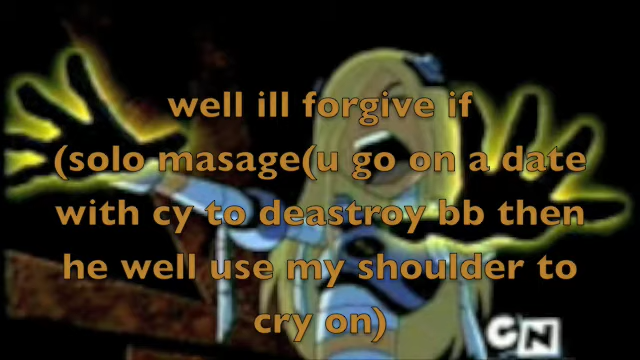 well ill forgive if
(solo masage(u go on a date
with cy to deastroy bb then
he well use my shoulder to
cry on)
CN